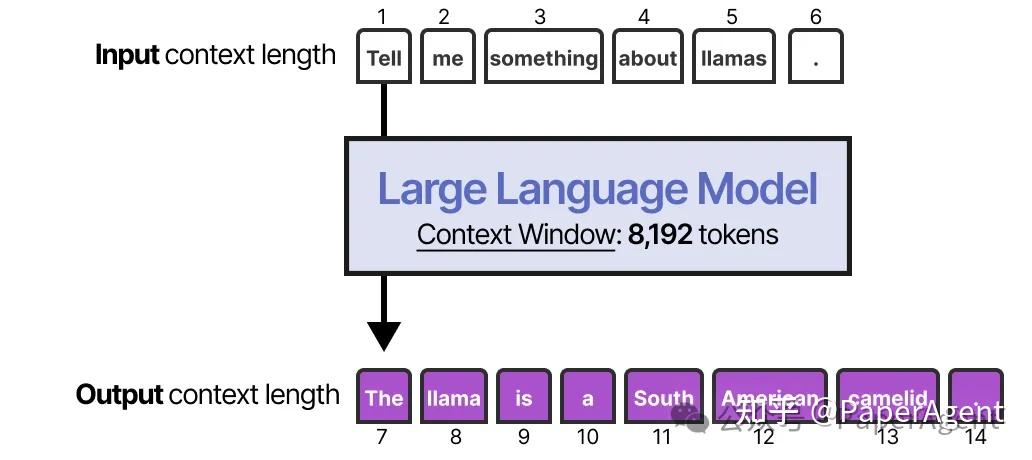 1 2 3 4 5 6
Input context length Tell me something about llamas .
Large Language Model
Context Window: 8,192 tokens
Output context length The llama is a South American camelid .
知乎 @PaperAgent
公众号 PaperAgent
7 8 9 10 11 12 13 14